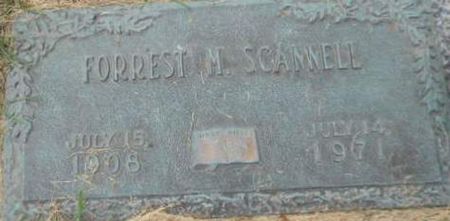 FORREST M. SCANNELL
JULY 15, 1908
JULY 14, 1971